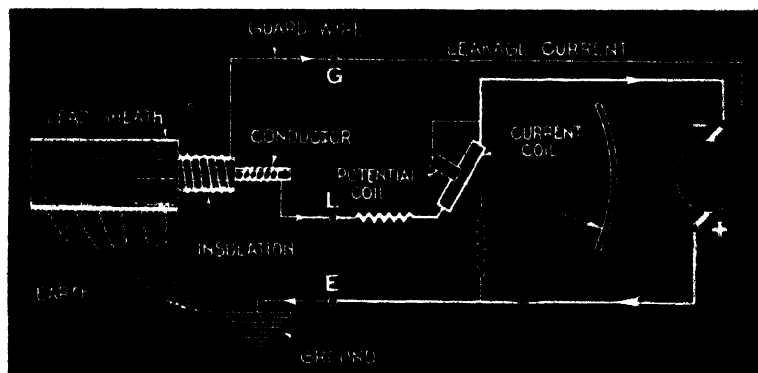 GUARD WIRE
LEAKAGE CURRENT
G
LEAD SHEATH
CONDUCTOR
CURRENT
COIL
POTENTIAL
COIL
L
INSULATION
E
EARTH
GROUND
−
+